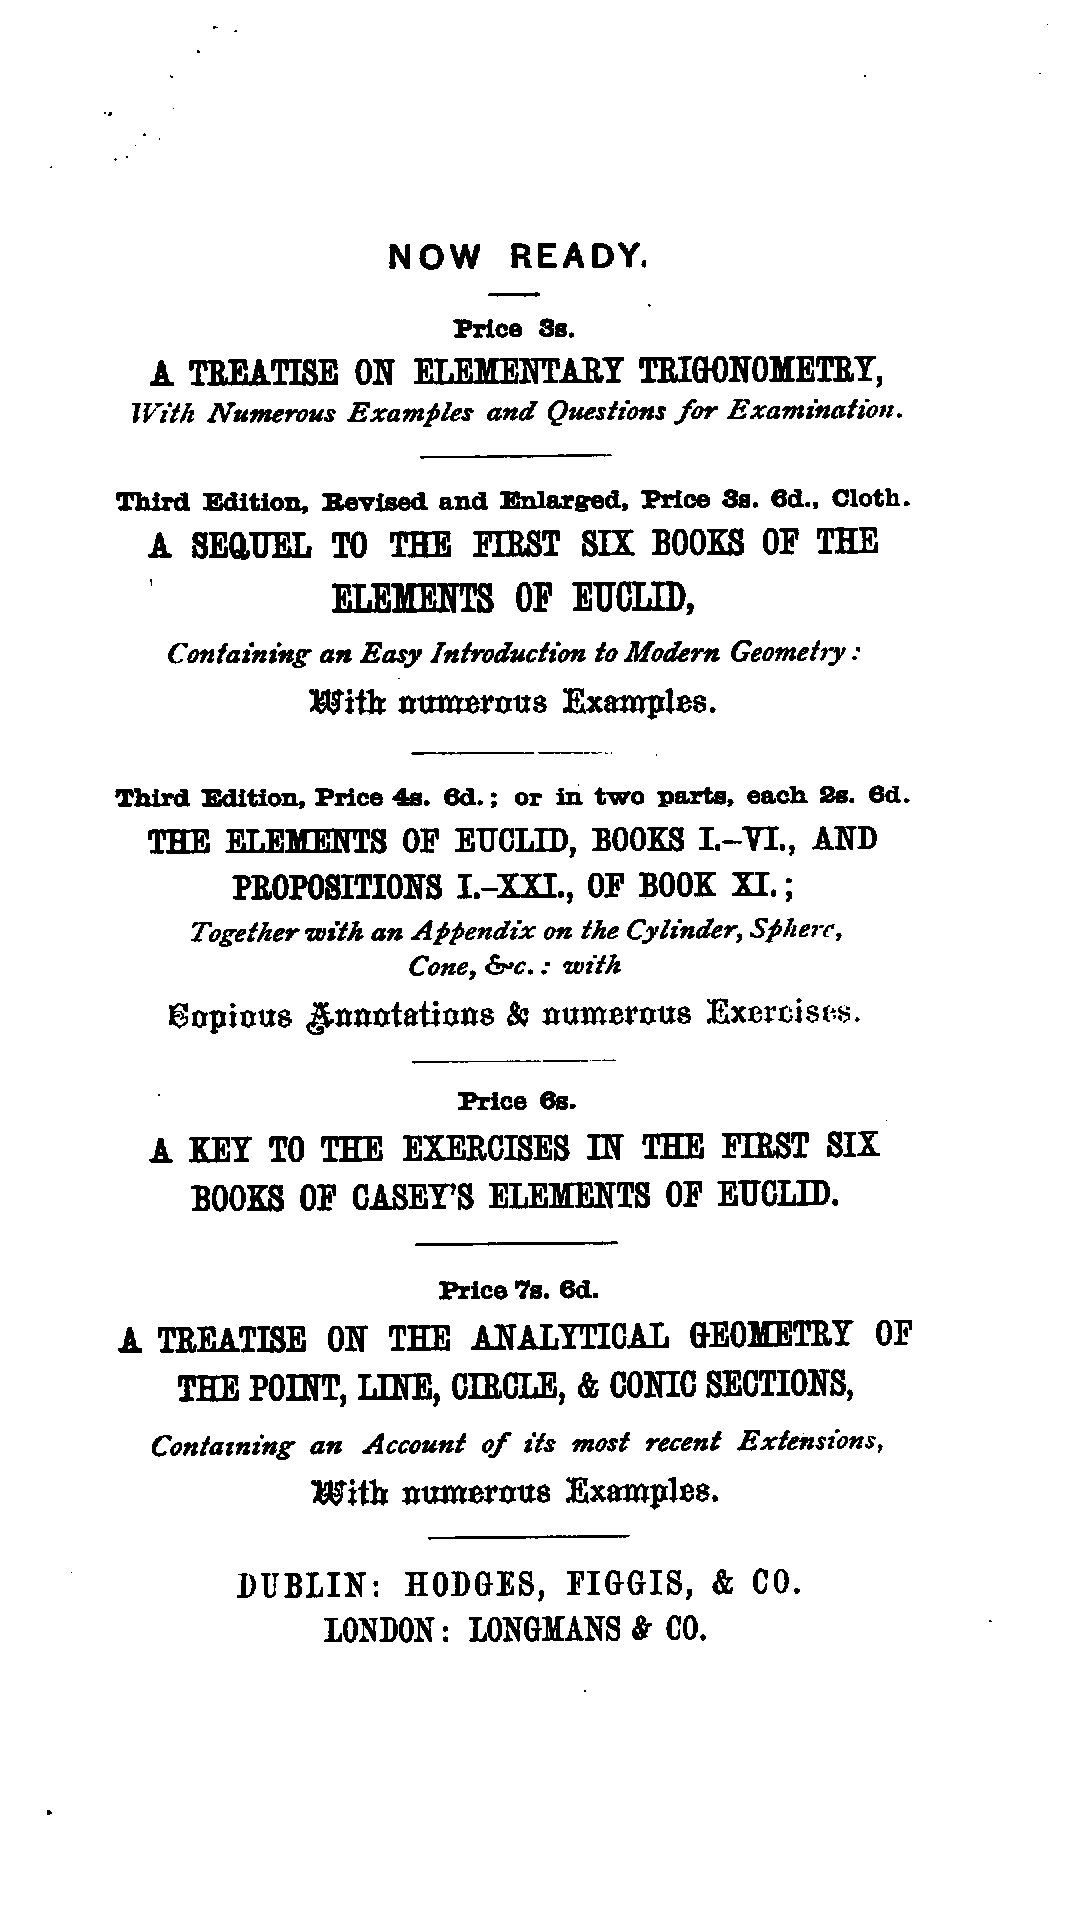 NOW READY.
Price 3s.
A TREATISE ON ELEMENTARY TRIGONOMETRY,
With Numerous Examples and Questions for Examination.
Third Edition, Revised and Enlarged, Price 3s. 6d., Cloth.
A SEQUEL TO THE FIRST SIX BOOKS OF THE
ELEMENTS OF EUCLID,
Containing an Easy Introduction to Modern Geometry:
With numerous Examples.
Third Edition, Price 4s. 6d.; or in two parts, each 2s. 6d.
THE ELEMENTS OF EUCLID, BOOKS I.–VI., AND
PROPOSITIONS I.–XXI., OF BOOK XI.;
Together with an Appendix on the Cylinder, Sphere,
Cone, &c.: with
Copious Annotations & numerous Exercises.
Price 6s.
A KEY TO THE EXERCISES IN THE FIRST SIX
BOOKS OF CASEY'S ELEMENTS OF EUCLID.
Price 7s. 6d.
A TREATISE ON THE ANALYTICAL GEOMETRY OF
THE POINT, LINE, CIRCLE, & CONIC SECTIONS,
Containing an Account of its most recent Extensions,
With numerous Examples.
DUBLIN: HODGES, FIGGIS, & CO.
LONDON: LONGMANS & CO.